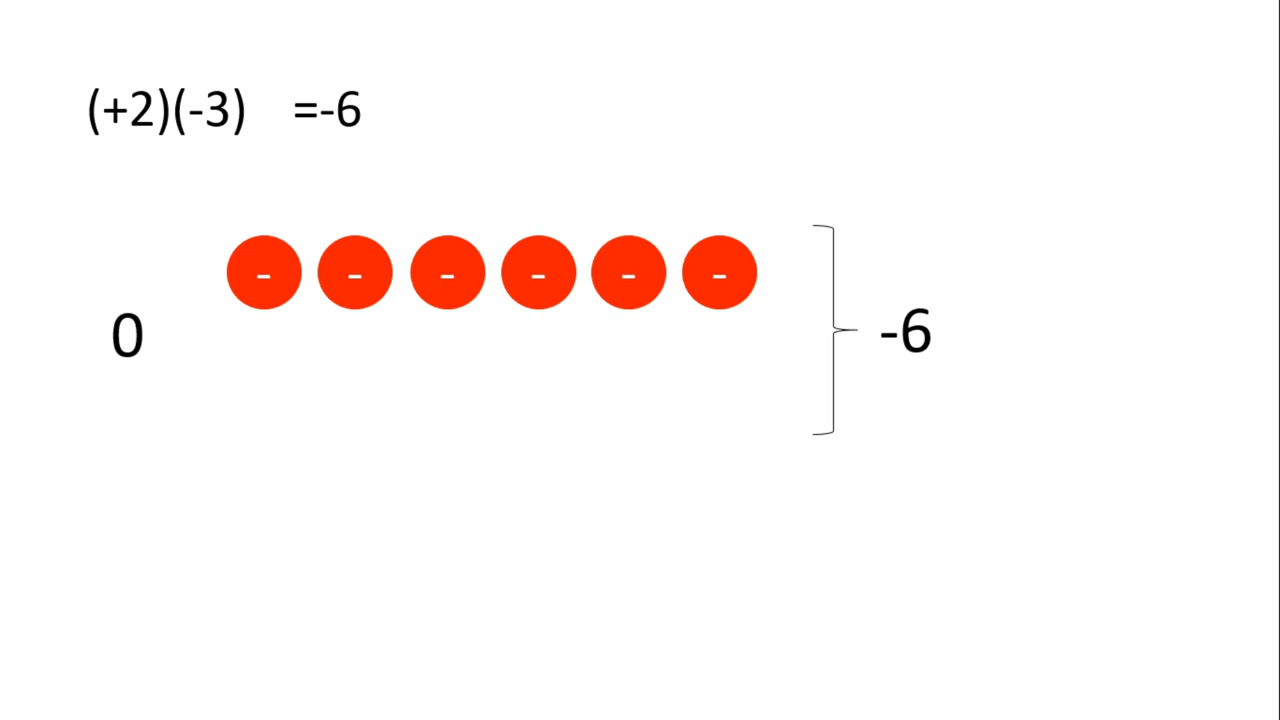 (+2)(-3) =-6
- - - - - -
0
-6